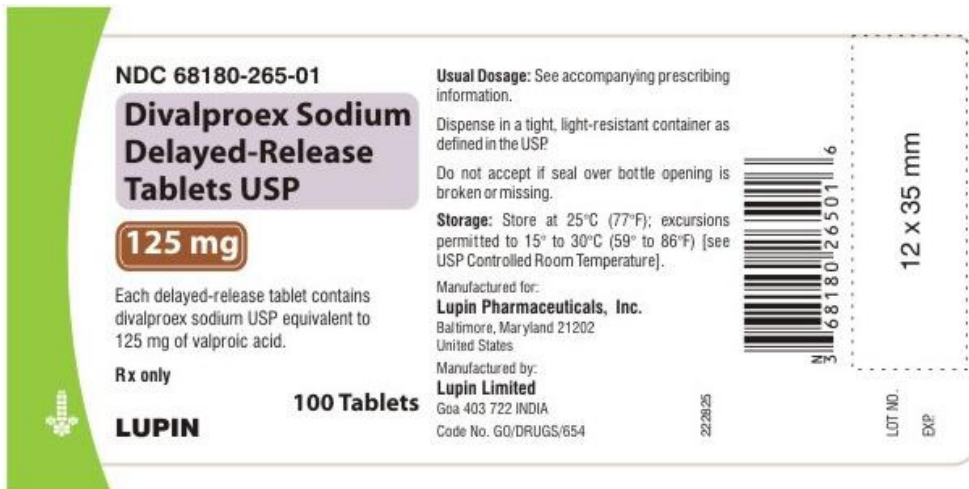 NDC 68180-265-01
Divalproex Sodium
Delayed-Release
Tablets USP
125 mg
Each delayed-release tablet contains
divalproex sodium USP equivalent to
125 mg of valproic acid.
Rx only
100 Tablets
LUPIN
Usual Dosage: See accompanying prescribing
information.
Dispense in a tight, light-resistant container as
defined in the USP.
Do not accept if seal over bottle opening is
broken or missing.
Storage: Store at 25°C (77°F); excursions
permitted to 15° to 30°C (59° to 86°F) [see
USP Controlled Room Temperature].
Manufactured for:
Lupin Pharmaceuticals, Inc.
Baltimore, Maryland 21202
United States
Manufactured by:
Lupin Limited
Goa 403 722 INDIA
Code No. GO/DRUGS/654
222825
N
3 68180 26501 6
12 x 35 mm
LOT NO.
EXP.